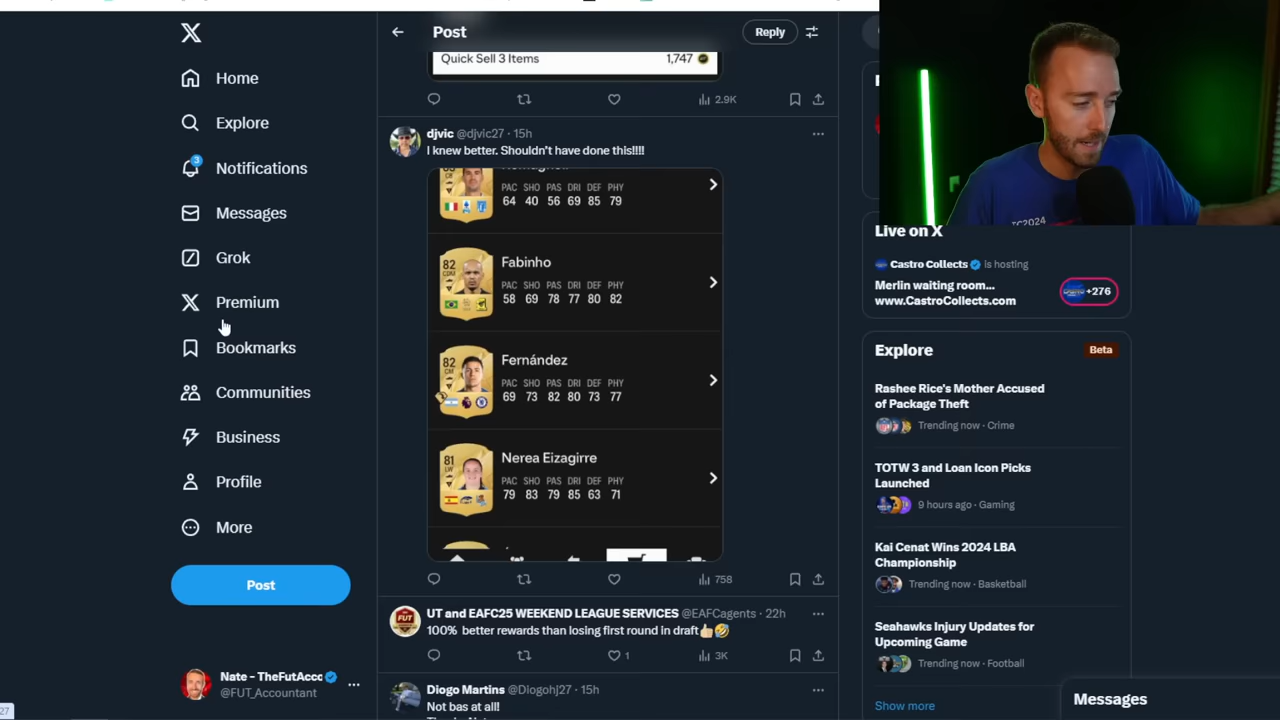 Post
Reply
Quick Sell 3 Items 1,747
2.9K
Home
Explore
Notifications
3
Messages
Grok
Premium
Bookmarks
Communities
Business
Profile
More
Post
Nate - TheFutAcco
@FUT_Accountant
27
djvic @djvic27 · 15h
I knew better. Shouldn't have done this!!!!
PAC SHO PAS DRI DEF PHY
64 40 56 69 85 79
82
CDM
Fabinho
PAC SHO PAS DRI DEF PHY
58 69 78 77 80 82
82
CM
Fernández
PAC SHO PAS DRI DEF PHY
69 73 82 80 73 77
81
LW
Nerea Eizagirre
PAC SHO PAS DRI DEF PHY
79 83 79 85 63 71
758
UT and EAFC25 WEEKEND LEAGUE SERVICES @EAFCagents · 22h
100% better rewards than losing first round in draft
1
3K
Diogo Martins @Diogohj27 · 15h
Not bas at all!
Live on X
Castro Collects is hosting
Merlin waiting room...
www.CastroCollects.com
+276
Explore
Beta
Rashee Rice's Mother Accused
of Package Theft
Trending now · Crime
TOTW 3 and Loan Icon Picks
Launched
9 hours ago · Gaming
Kai Cenat Wins 2024 LBA
Championship
Trending now · Basketball
Seahawks Injury Updates for
Upcoming Game
Trending now · Football
Show more
Messages